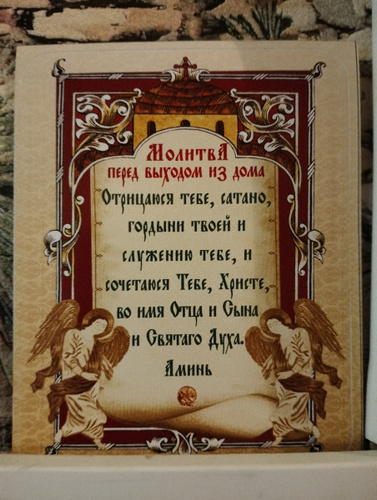 Молитва
перед выходом из дома
Отрицаюся тебе, сатано,
гордыни твоей и
служению тебе, и
сочетаюся Тебе, Христе,
во имя Отца и Сына
и Святаго Духа.
Аминь